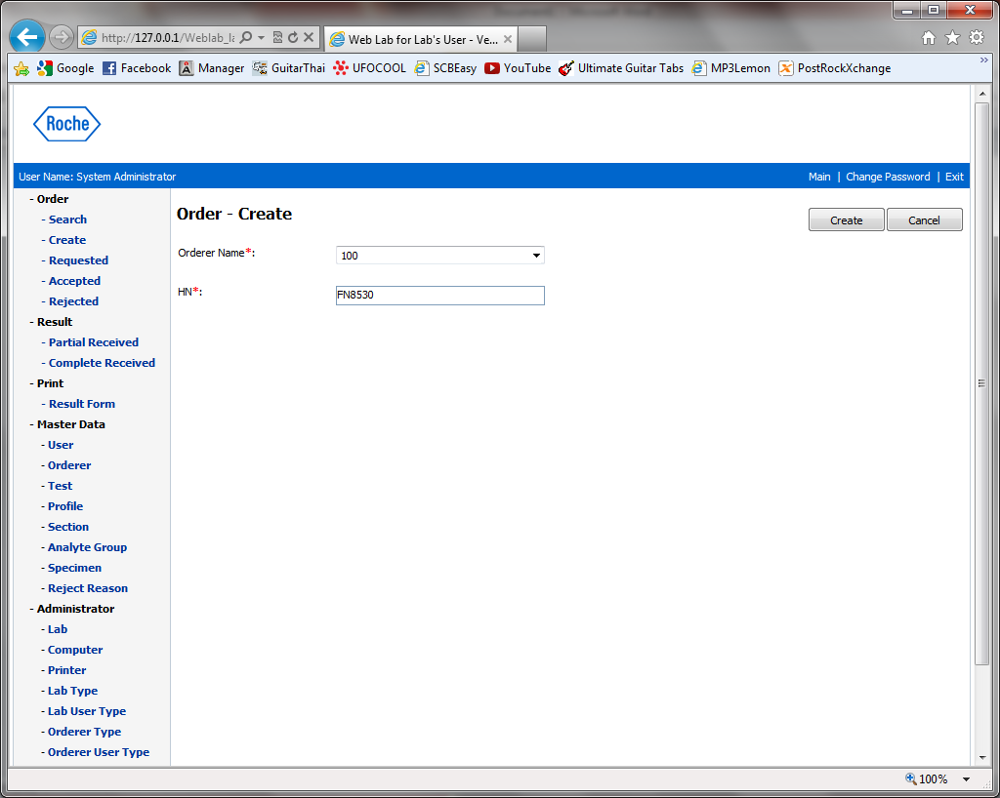 http://127.0.0.1/Weblab_la
Web Lab for Lab's User - Ve...
Google
Facebook
Manager
GuitarThai
UFOCOOL
SCBEasy
YouTube
Ultimate Guitar Tabs
MP3Lemon
PostRockXchange
Roche
User Name: System Administrator
Main | Change Password | Exit
- Order
- Search
- Create
- Requested
- Accepted
- Rejected
- Result
- Partial Received
- Complete Received
- Print
- Result Form
- Master Data
- User
- Orderer
- Test
- Profile
- Section
- Analyte Group
- Specimen
- Reject Reason
- Administrator
- Lab
- Computer
- Printer
- Lab Type
- Lab User Type
- Orderer Type
- Orderer User Type
Order - Create
Create
Cancel
Orderer Name*:
100
HN*:
FN8530
100%